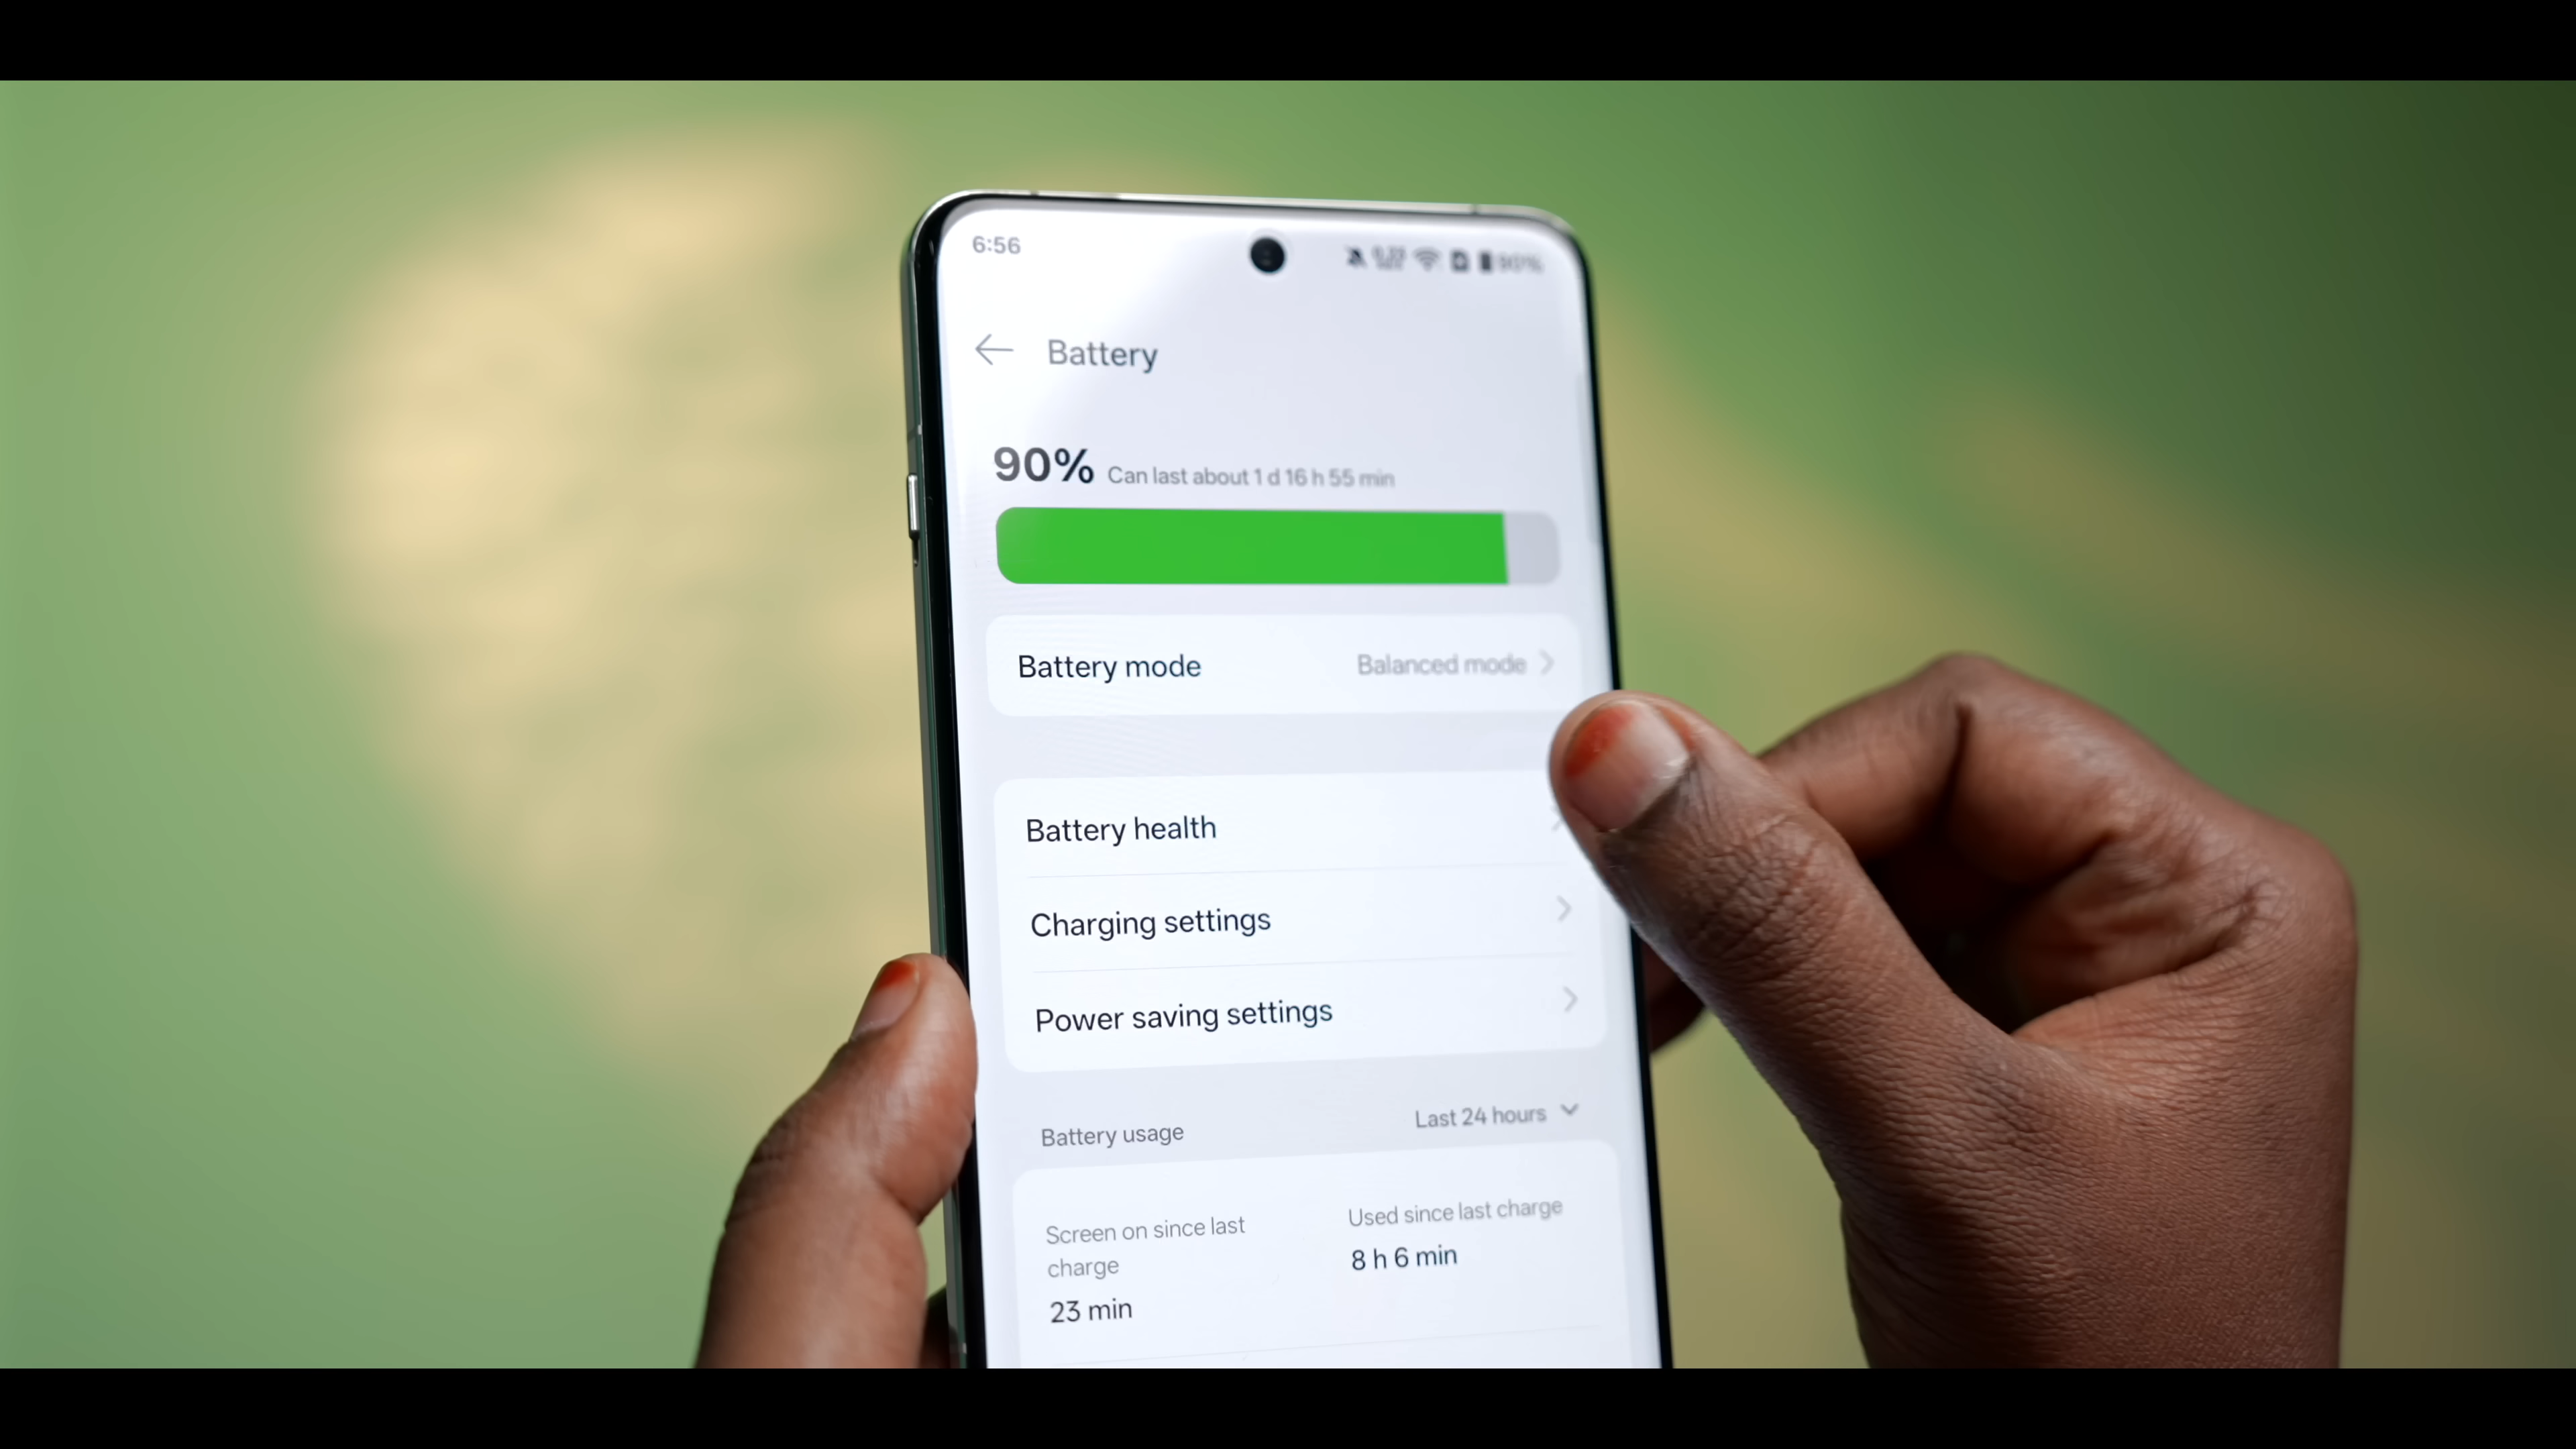 6:56
Battery
90% Can last about 1 d 16 h 55 min
Battery mode Balanced mode
Battery health
Charging settings
Power saving settings
Battery usage Last 24 hours
Screen on since last charge
23 min
Used since last charge
8 h 6 min